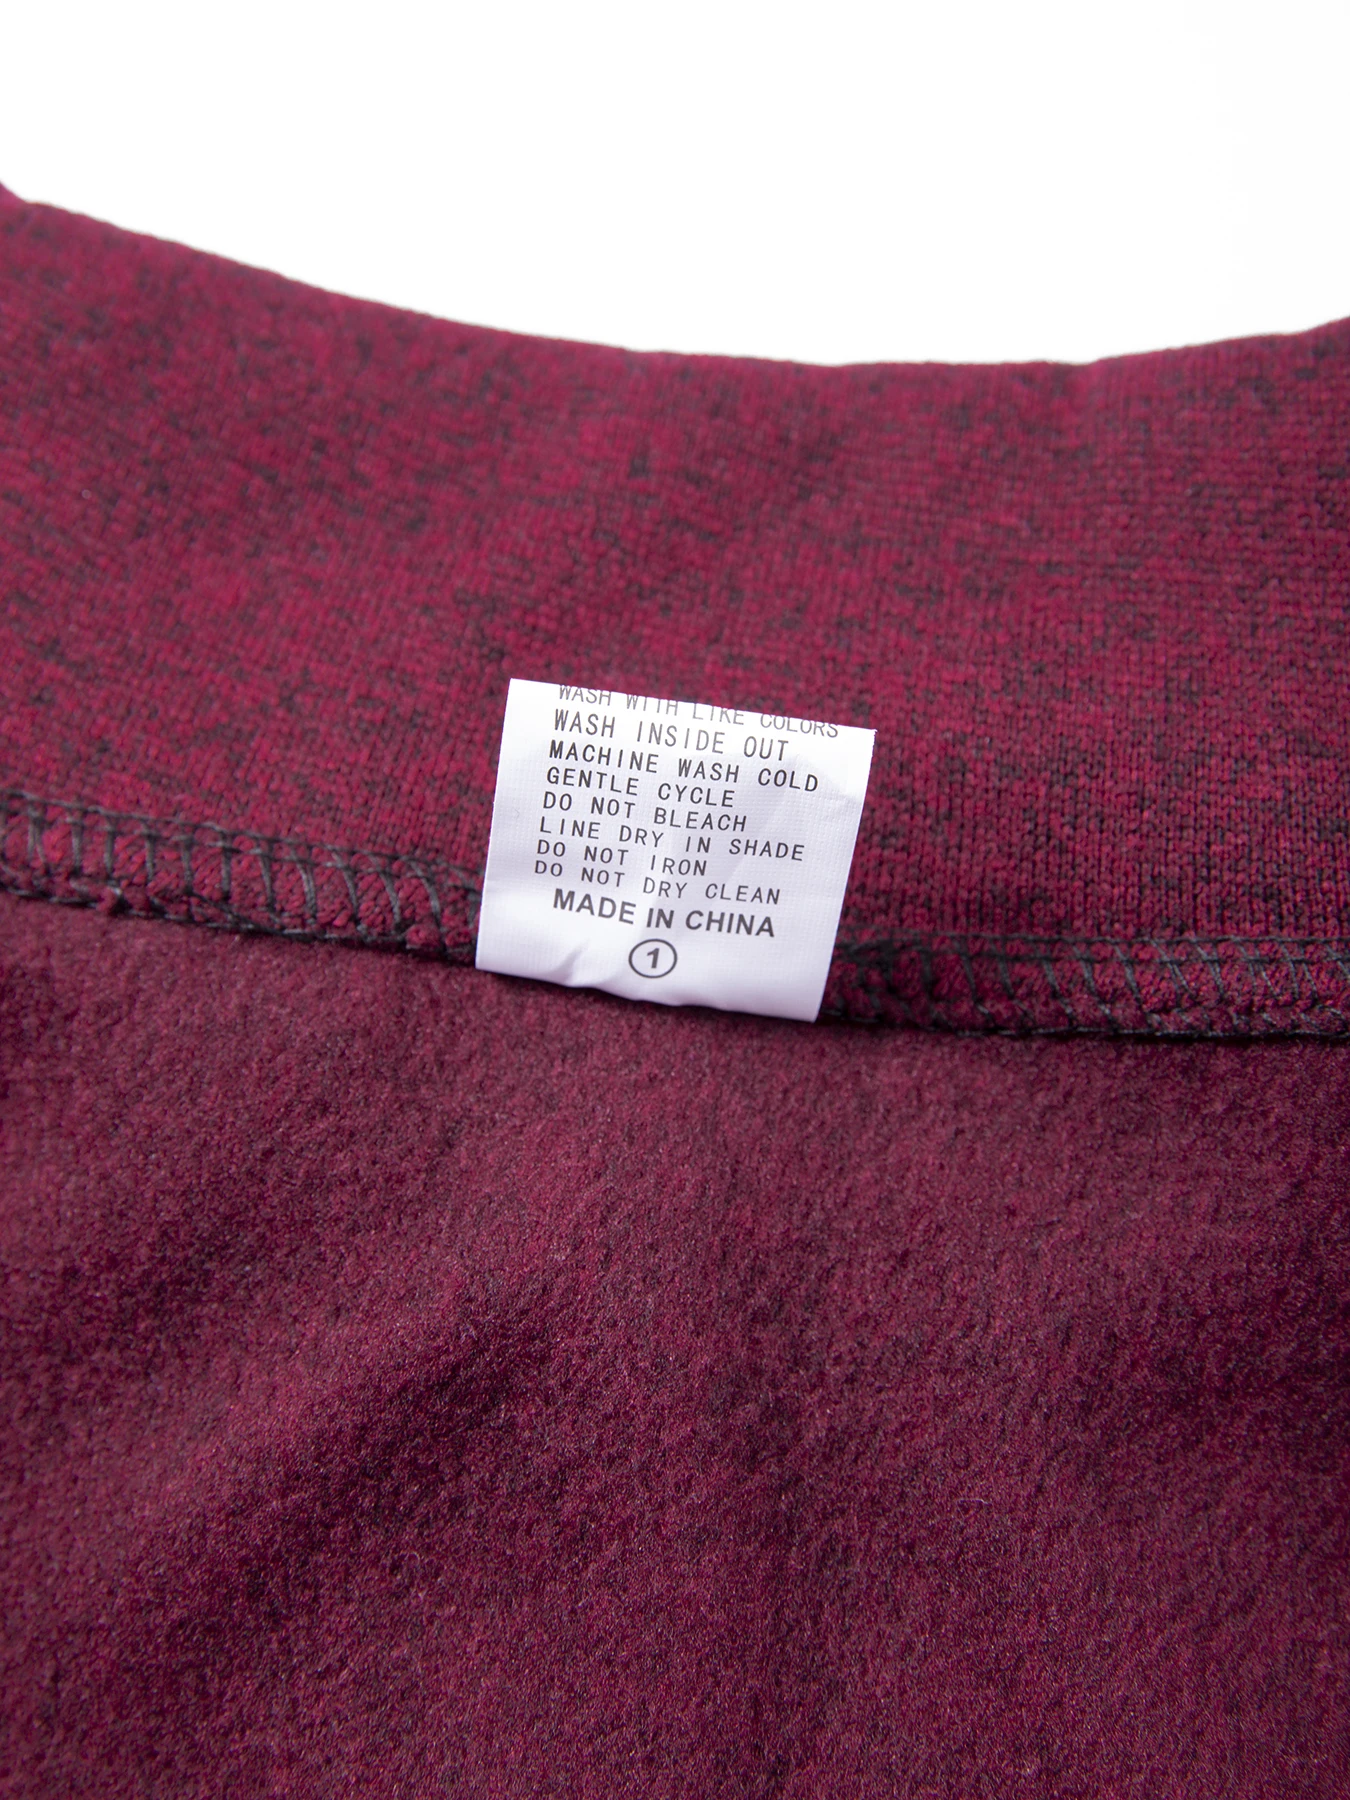 WASH WITH LIKE COLORS
WASH INSIDE OUT
MACHINE WASH COLD
GENTLE CYCLE
DO NOT BLEACH
LINE DRY IN SHADE
DO NOT IRON
DO NOT DRY CLEAN
MADE IN CHINA
1